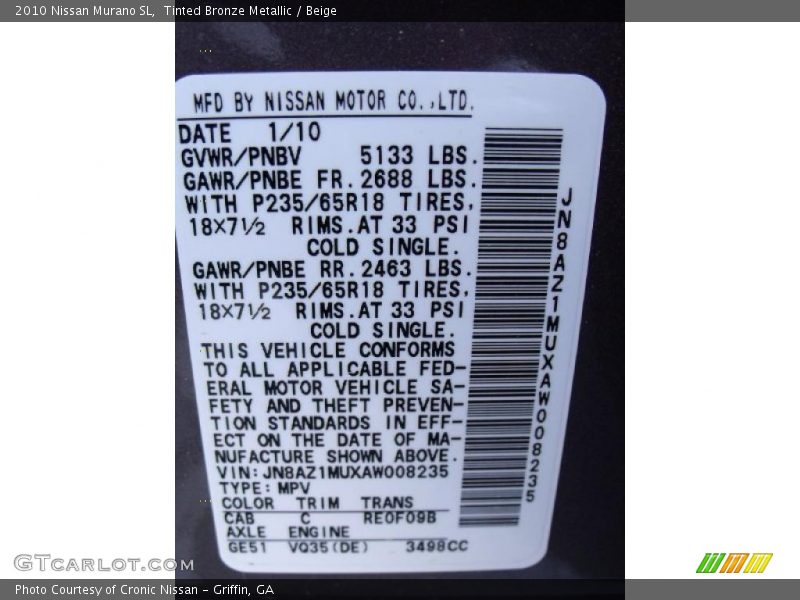 2010 Nissan Murano SL, Tinted Bronze Metallic / Beige
MFD BY NISSAN MOTOR CO.,LTD.
DATE 1/10
GVWR/PNBV 5133 LBS.
GAWR/PNBE FR.2688 LBS.
WITH P235/65R18 TIRES,
18×7½ RIMS.AT 33 PSI
COLD SINGLE.
GAWR/PNBE RR.2463 LBS.
WITH P235/65R18 TIRES,
18×7½ RIMS.AT 33 PSI
COLD SINGLE.
THIS VEHICLE CONFORMS
TO ALL APPLICABLE FED-
ERAL MOTOR VEHICLE SA-
FETY AND THEFT PREVEN-
TION STANDARDS IN EFF-
ECT ON THE DATE OF MA-
NUFACTURE SHOWN ABOVE.
VIN:JN8AZ1MUXAW008235
TYPE:MPV
COLOR TRIM TRANS
CAB C RE0F09B
AXLE ENGINE
GE51 VQ35(DE) 3498CC
JN8AZ1MUXAW008235
GTCarLot.com
Photo Courtesy of Cronic Nissan - Griffin, GA